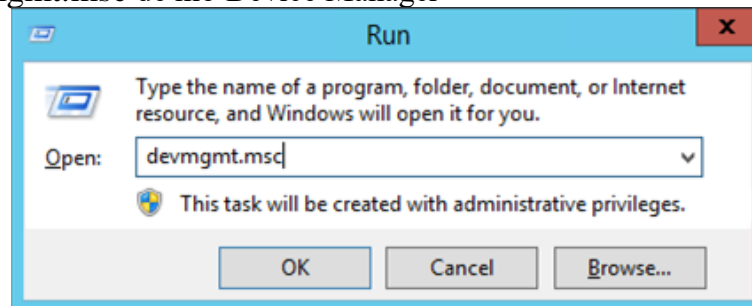 Run
Type the name of a program, folder, document, or Internet
resource, and Windows will open it for you.
Open:
devmgmt.msc
This task will be created with administrative privileges.
OK
Cancel
Browse...